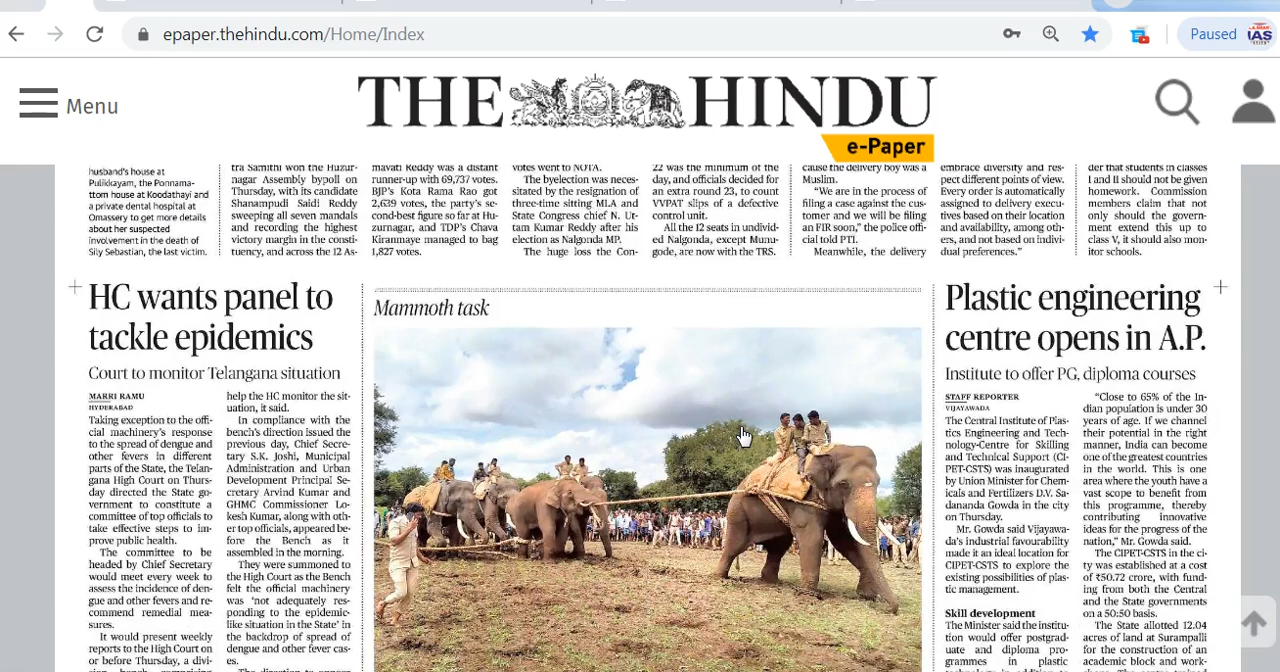 epaper.thehindu.com/Home/Index
Paused
IAS
Menu
THE HINDU
e-Paper
husband's house at
Pulikkayam, the Ponnama-
ttom house at Koodathayi and
a private dental hospital at
Omassery to get more details
about her suspected
involvement in the death of
Sily Sebastian, the last victim.
tra Samithi won the Huzur-
nagar Assembly bypoll on
Thursday, with its candidate
Shanampudi Saidi Reddy
sweeping all seven mandals
and recording the highest
victory margin in the consti-
tuency, and across the 12 As-
mavati Reddy was a distant
runner-up with 69,737 votes.
BJP's Kota Rama Rao got
2,639 votes, the party's se-
cond-best figure so far at Hu-
zurnagar, and TDP's Chava
Kiranmaye managed to bag
1,827 votes.
votes went to NOTA.
The byelection was neces-
sitated by the resignation of
three-time sitting MLA and
State Congress chief N. Ut-
tam Kumar Reddy after his
election as Nalgonda MP.
The huge loss the Con-
22 was the minimum of the
day, and officials decided for
an extra round 23, to count
VVPAT slips of a defective
control unit.
All the 12 seats in undivid-
ed Nalgonda, except Munu-
gode, are now with the TRS.
cause the delivery boy was a
Muslim.
“We are in the process of
filing a case against the cus-
tomer and we will be filing
an FIR soon,” the police offi-
cial told PTI.
Meanwhile, the delivery
embrace diversity and res-
pect different points of view.
Every order is automatically
assigned to delivery execu-
tives based on their location
and availability, among oth-
ers, and not based on indivi-
dual preferences.”
der that students in classes
I and II should not be given
homework. Commission
members claim that not
only should the govern-
ment extend this up to
class V, it should also mon-
itor schools.
HC wants panel to
tackle epidemics
Court to monitor Telangana situation
MARRI RAMU
HYDERABAD
Taking exception to the offi-
cial machinery's response
to the spread of dengue and
other fevers in different
parts of the State, the Telan-
gana High Court on Thurs-
day directed the State go-
vernment to constitute a
committee of top officials to
take effective steps to im-
prove public health.
The committee to be
headed by Chief Secretary
would meet every week to
assess the incidence of den-
gue and other fevers and re-
commend remedial mea-
sures.
It would present weekly
reports to the High Court on
or before Thursday, a divi-
help the HC monitor the sit-
uation, it said.
In compliance with the
bench's direction issued the
previous day, Chief Secre-
tary S.K. Joshi, Municipal
Administration and Urban
Development Principal Se-
cretary Arvind Kumar and
GHMC Commissioner Lo-
kesh Kumar, along with oth-
er top officials, appeared be-
fore the Bench as it
assembled in the morning.
They were summoned to
the High Court as the Bench
felt the official machinery
was ‘not adequately res-
ponding to the epidemic-
like situation in the State’ in
the backdrop of spread of
dengue and other fever cas-
es.
Mammoth task
Plastic engineering
centre opens in A.P.
Institute to offer PG, diploma courses
STAFF REPORTER
VIJAYAWADA
The Central Institute of Plas-
tics Engineering and Tech-
nology-Centre for Skilling
and Technical Support (CI-
PET-CSTS) was inaugurated
by Union Minister for Chem-
icals and Fertilizers D.V. Sa-
dananda Gowda in the city
on Thursday.
Mr. Gowda said Vijayawa-
da's industrial favourability
made it an ideal location for
CIPET-CSTS to explore the
existing possibilities of plas-
tic management.
Skill development
The Minister said the institu-
tion would offer postgrad-
uate and diploma pro-
grammes in plastic
“Close to 65% of the In-
dian population is under 30
years of age. If we channel
their potential in the right
manner, India can become
one of the greatest countries
in the world. This is one
area where the youth have a
vast scope to benefit from
this programme, thereby
contributing innovative
ideas for the progress of the
nation,” Mr. Gowda said.
The CIPET-CSTS in the ci-
ty was established at a cost
of ₹50.72 crore, with fund-
ing from both the Central
and the State governments
on a 50:50 basis.
The State allotted 12.04
acres of land at Surampalli
for the construction of an
academic block and work-